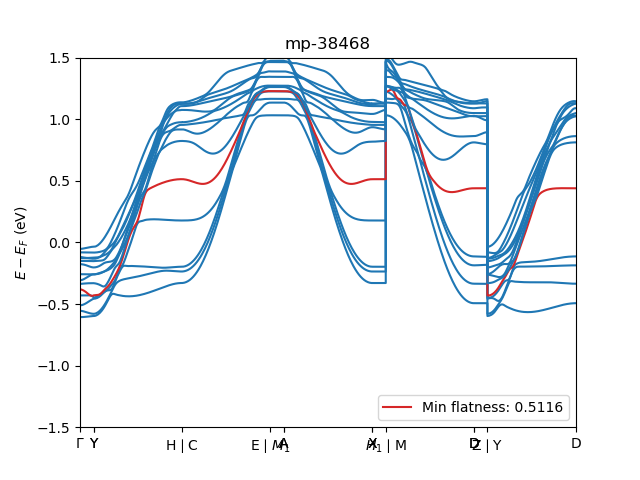 mp-38468
E − E_F (eV)
1.5
1.0
0.5
0.0
−0.5
−1.0
−1.5
Min flatness: 0.5116
Γ Y H | C E | A X | M D Z | Y D